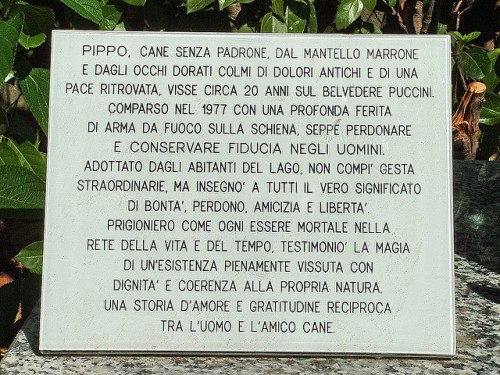 PIPPO, CANE SENZA PADRONE, DAL MANTELLO MARRONE
E DAGLI OCCHI DORATI COLMI DI DOLORI ANTICHI E DI UNA
PACE RITROVATA, VISSE CIRCA 20 ANNI SUL BELVEDERE PUCCINI.
COMPARSO NEL 1977 CON UNA PROFONDA FERITA
DI ARMA DA FUOCO SULLA SCHIENA, SEPPE PERDONARE
E CONSERVARE FIDUCIA NEGLI UOMINI.
ADOTTATO DAGLI ABITANTI DEL LAGO, NON COMPI' GESTA
STRAORDINARIE, MA INSEGNO' A TUTTI IL VERO SIGNIFICATO
DI BONTA', PERDONO, AMICIZIA E LIBERTA'.
PRIGIONIERO COME OGNI ESSERE MORTALE NELLA
RETE DELLA VITA E DEL TEMPO, TESTIMONIO' LA MAGIA
DI UN'ESISTENZA PIENAMENTE VISSUTA CON
DIGNITA' E COERENZA ALLA PROPRIA NATURA.
UNA STORIA D'AMORE E GRATITUDINE RECIPROCA
TRA L'UOMO E L'AMICO CANE.